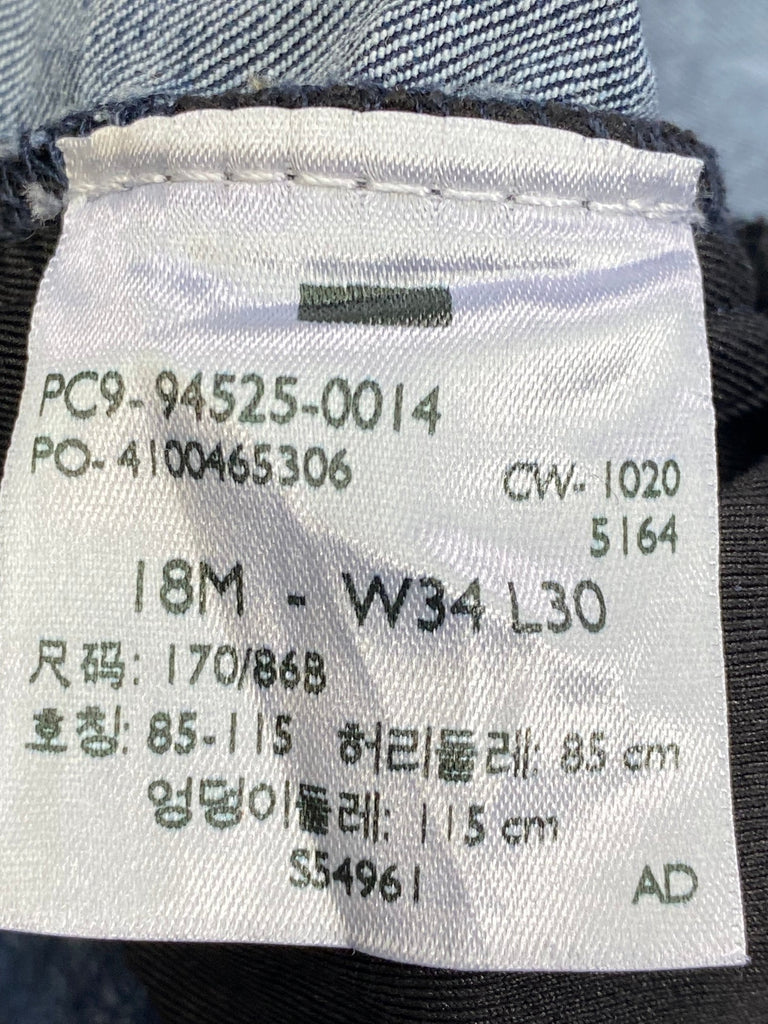 PC9-94525-0014
PO-4100465306
CW-1020
5164
18M - W34 L30
尺码: 170/86B
호칭: 85-115 허리둘레: 85 cm
엉덩이둘레: 115 cm
S54961
AD